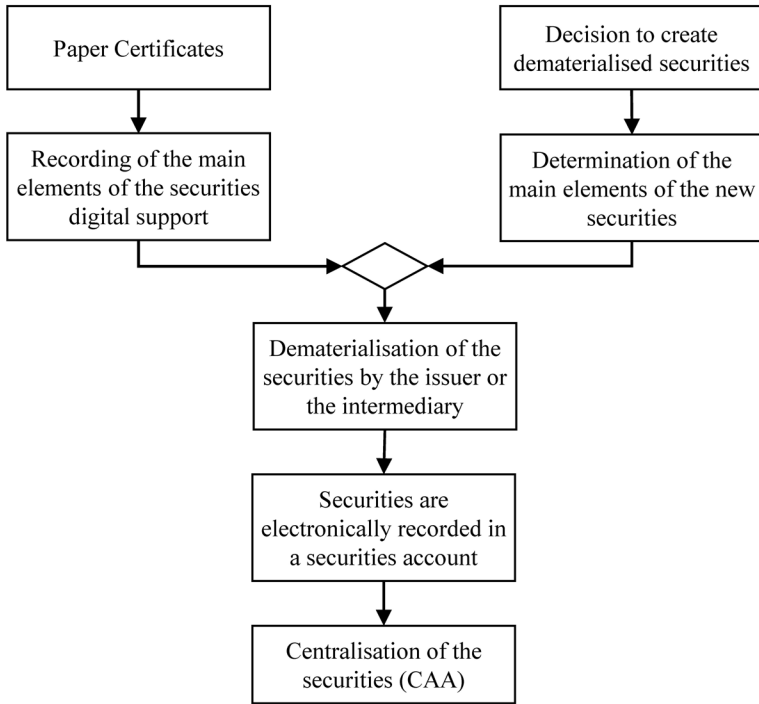 Paper Certificates
Decision to create
dematerialised securities
Recording of the main
elements of the securities
digital support
Determination of the
main elements of the new
securities
Dematerialisation of the
securities by the issuer or
the intermediary
Securities are
electronically recorded in
a securities account
Centralisation of the
securities (CAA)